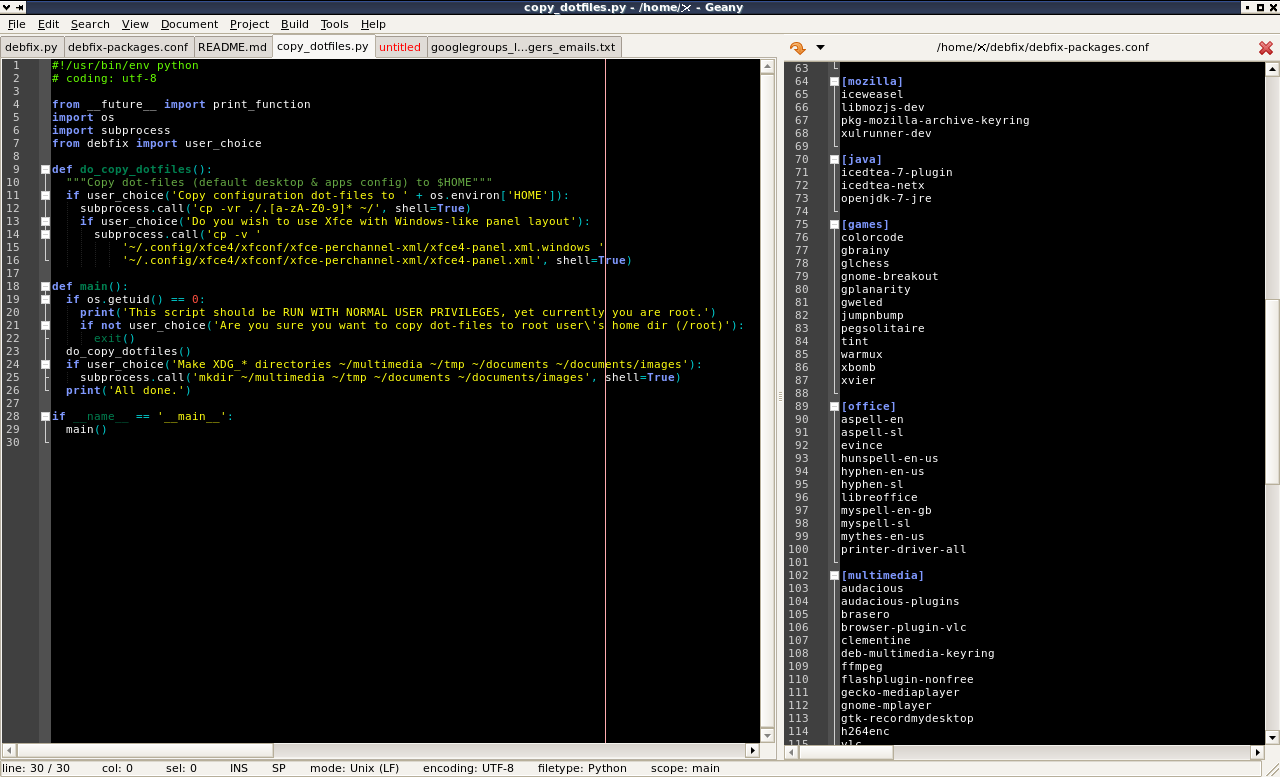 copy_dotfiles.py - /home/ - Geany
File Edit Search View Document Project Build Tools Help
debfix.py debfix-packages.conf README.md copy_dotfiles.py untitled googlegroups_l...gers_emails.txt
1 #!/usr/bin/env python
2 # coding: utf-8
3
4 from __future__ import print_function
5 import os
6 import subprocess
7 from debfix import user_choice
8
9 def do_copy_dotfiles():
10   """Copy dot-files (default desktop & apps config) to $HOME"""
11   if user_choice('Copy configuration dot-files to ' + os.environ['HOME']):
12     subprocess.call('cp -vr ./.[a-zA-Z0-9]* ~/', shell=True)
13     if user_choice('Do you wish to use Xfce with Windows-like panel layout'):
14       subprocess.call('cp -v '
15           '~/.config/xfce4/xfconf/xfce-perchannel-xml/xfce4-panel.xml.windows '
16           '~/.config/xfce4/xfconf/xfce-perchannel-xml/xfce4-panel.xml', shell=True)
17
18 def main():
19   if os.getuid() == 0:
20     print('This script should be RUN WITH NORMAL USER PRIVILEGES, yet currently you are root.')
21     if not user_choice('Are you sure you want to copy dot-files to root user\'s home dir (/root)'):
22       exit()
23   do_copy_dotfiles()
24   if user_choice('Make XDG_* directories ~/multimedia ~/tmp ~/documents ~/documents/images'):
25     subprocess.call('mkdir ~/multimedia ~/tmp ~/documents ~/documents/images', shell=True)
26   print('All done.')
27
28 if __name__ == '__main__':
29   main()
30
/home/ /debfix/debfix-packages.conf
63
64 [mozilla]
65 iceweasel
66 libmozjs-dev
67 pkg-mozilla-archive-keyring
68 xulrunner-dev
69
70 [java]
71 icedtea-7-plugin
72 icedtea-netx
73 openjdk-7-jre
74
75 [games]
76 colorcode
77 gbrainy
78 glchess
79 gnome-breakout
80 gplanarity
81 gweled
82 jumpnbump
83 pegsolitaire
84 tint
85 warmux
86 xbomb
87 xvier
88
89 [office]
90 aspell-en
91 aspell-sl
92 evince
93 hunspell-en-us
94 hyphen-en-us
95 hyphen-sl
96 libreoffice
97 myspell-en-gb
98 myspell-sl
99 mythes-en-us
100 printer-driver-all
101
102 [multimedia]
103 audacious
104 audacious-plugins
105 brasero
106 browser-plugin-vlc
107 clementine
108 deb-multimedia-keyring
109 ffmpeg
110 flashplugin-nonfree
111 gecko-mediaplayer
112 gnome-mplayer
113 gtk-recordmydesktop
114 h264enc
115 vlc
line: 30 / 30 col: 0 sel: 0 INS SP mode: Unix (LF) encoding: UTF-8 filetype: Python scope: main